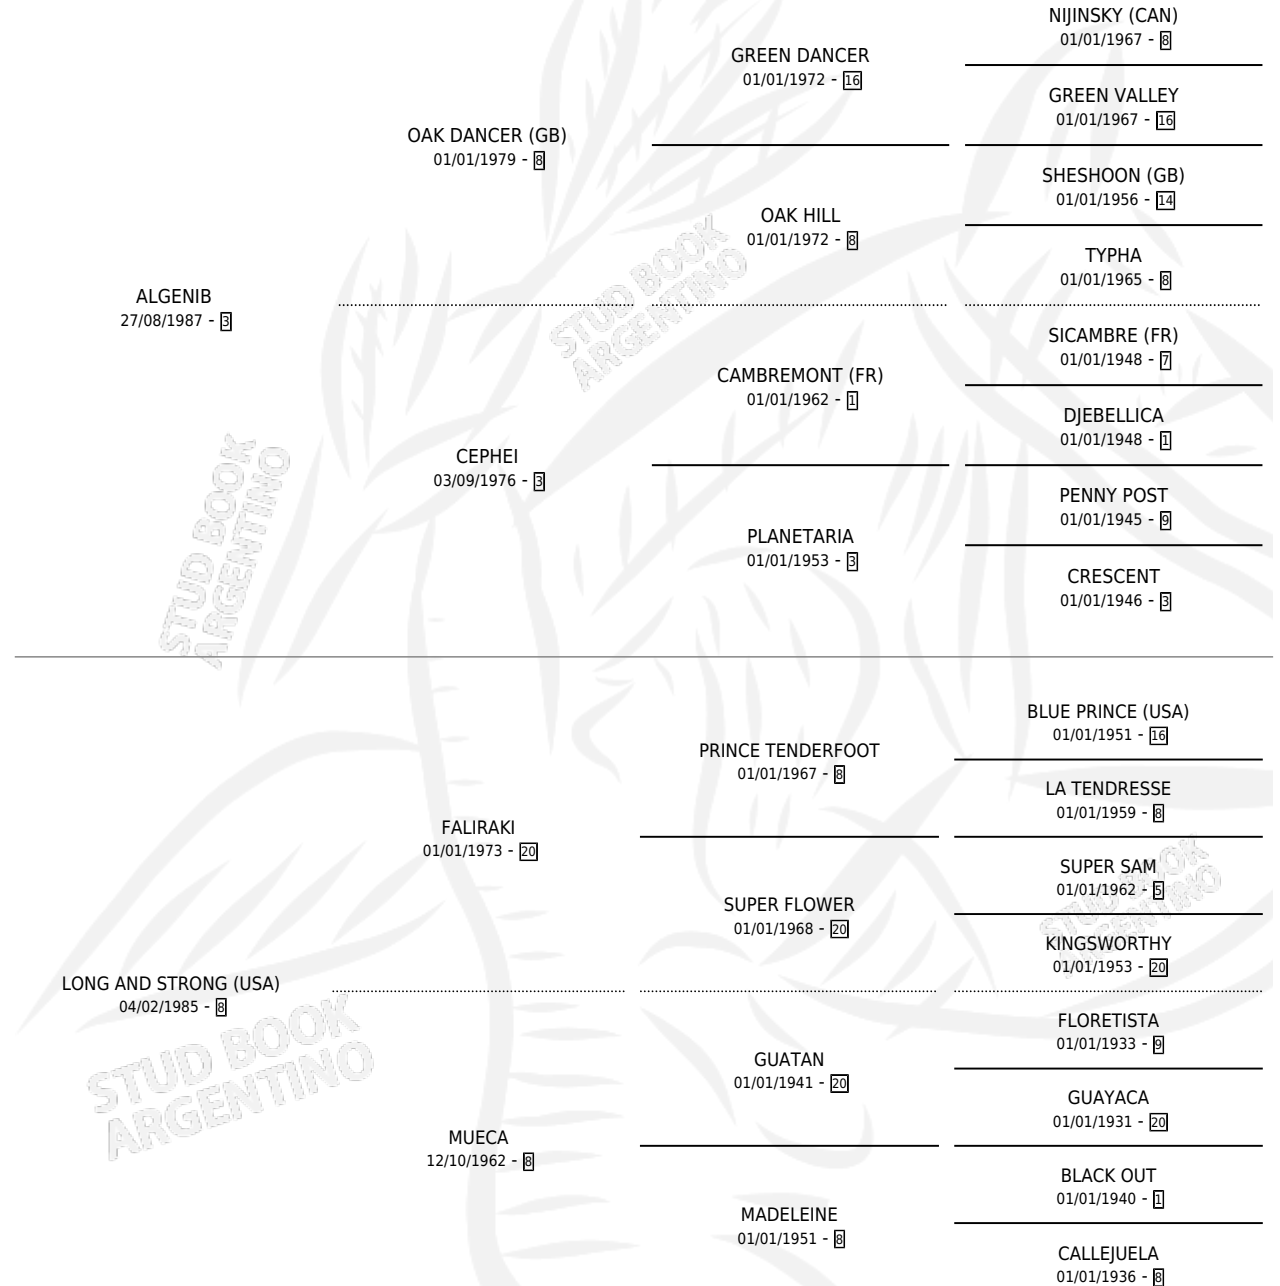 NIJINSKY (CAN)
01/01/1967 - 8
GREEN DANCER
01/01/1972 - 16
GREEN VALLEY
01/01/1967 - 16
OAK DANCER (GB)
01/01/1979 - 8
SHESHOON (GB)
01/01/1956 - 14
OAK HILL
01/01/1972 - 8
TYPHA
01/01/1965 - 8
STUD BOOK
ARGENTINO
ALGENIB
27/08/1987 - 3
SICAMBRE (FR)
01/01/1948 - 7
CAMBREMONT (FR)
01/01/1962 - 1
DJEBELLICA
01/01/1948 - 1
CEPHEI
03/09/1976 - 3
PENNY POST
01/01/1945 - 9
PLANETARIA
01/01/1953 - 3
CRESCENT
01/01/1946 - 3
STUD BOOK
ARGENTINO
BLUE PRINCE (USA)
01/01/1951 - 16
PRINCE TENDERFOOT
01/01/1967 - 8
LA TENDRESSE
01/01/1959 - 8
FALIRAKI
01/01/1973 - 20
SUPER SAM
01/01/1962 - 5
SUPER FLOWER
01/01/1968 - 20
KINGSWORTHY
01/01/1953 - 20
STUD BOOK
ARGENTINO
LONG AND STRONG (USA)
04/02/1985 - 8
FLORETISTA
01/01/1933 - 9
GUATAN
01/01/1941 - 20
GUAYACA
01/01/1931 - 20
MUECA
12/10/1962 - 8
BLACK OUT
01/01/1940 - 1
MADELEINE
01/01/1951 - 8
CALLEJUELA
01/01/1936 - 8
STUD BOOK
ARGENTINO